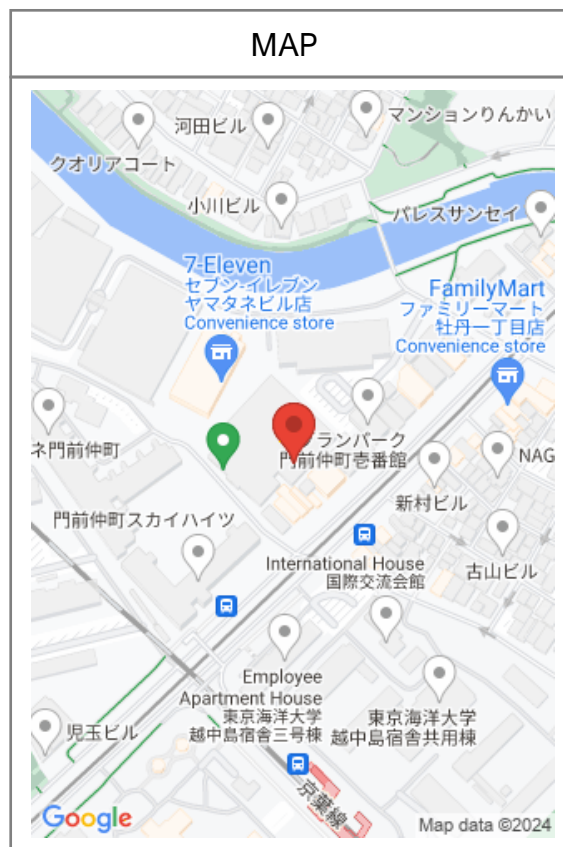 MAP
マンションりんかい
河田ビル
クオリアコート
小川ビル
パレスサンセイ
7-Eleven
セブン-イレブン
ヤマタネビル店
Convenience store
FamilyMart
ファミリーマート
牡丹一丁目店
Convenience store
ネ門前仲町
グランパーク
門前仲町壱番館
NAG
新村ビル
門前仲町スカイハイツ
International House
国際交流会館
古山ビル
Employee
Apartment House
東京海洋大学
越中島宿舎三号棟
東京海洋大学
越中島宿舎共用棟
児玉ビル
京葉線
Google
Map data ©2024